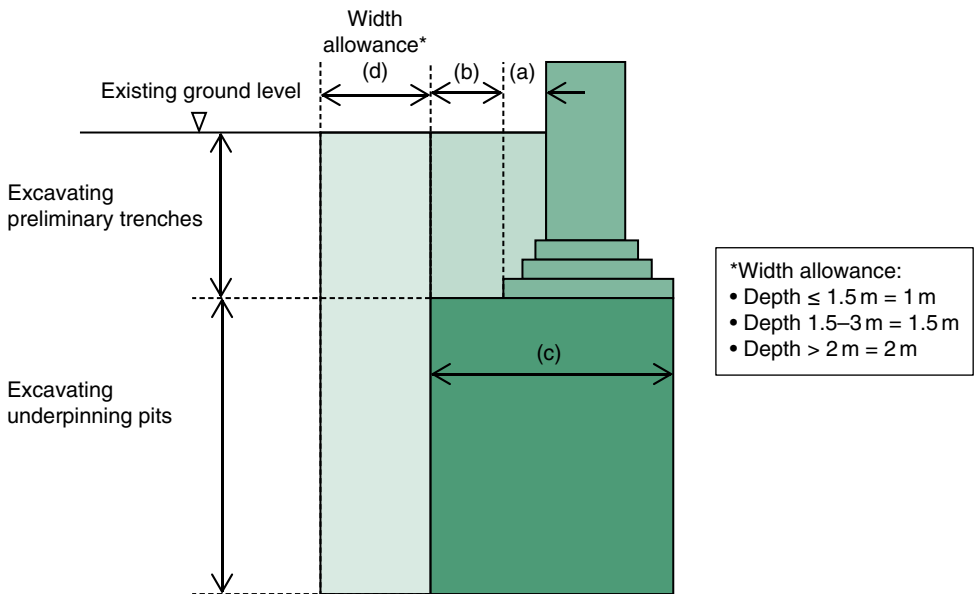 Width
allowance*
(d)
(b)
(a)
Existing ground level
Excavating
preliminary trenches
*Width allowance:
• Depth ≤ 1.5 m = 1 m
• Depth 1.5–3 m = 1.5 m
• Depth > 2 m = 2 m
(c)
Excavating
underpinning pits